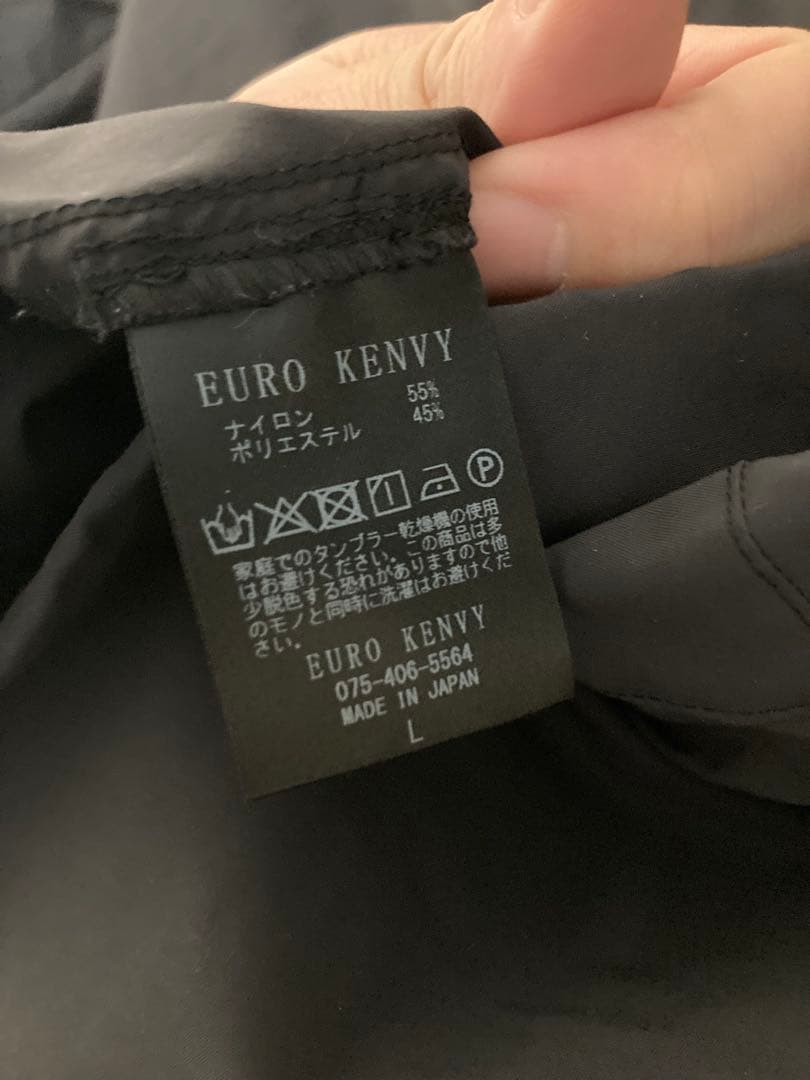 EURO KENVY
ナイロン 55%
ポリエステル 45%
P
家庭でのタンブラー乾燥機の使用
はお避けください。この商品は多
少脱色する恐れがありますので他
のモノと同時に洗濯はお避けくだ
さい。
EURO KENVY
075-406-5564
MADE IN JAPAN
L